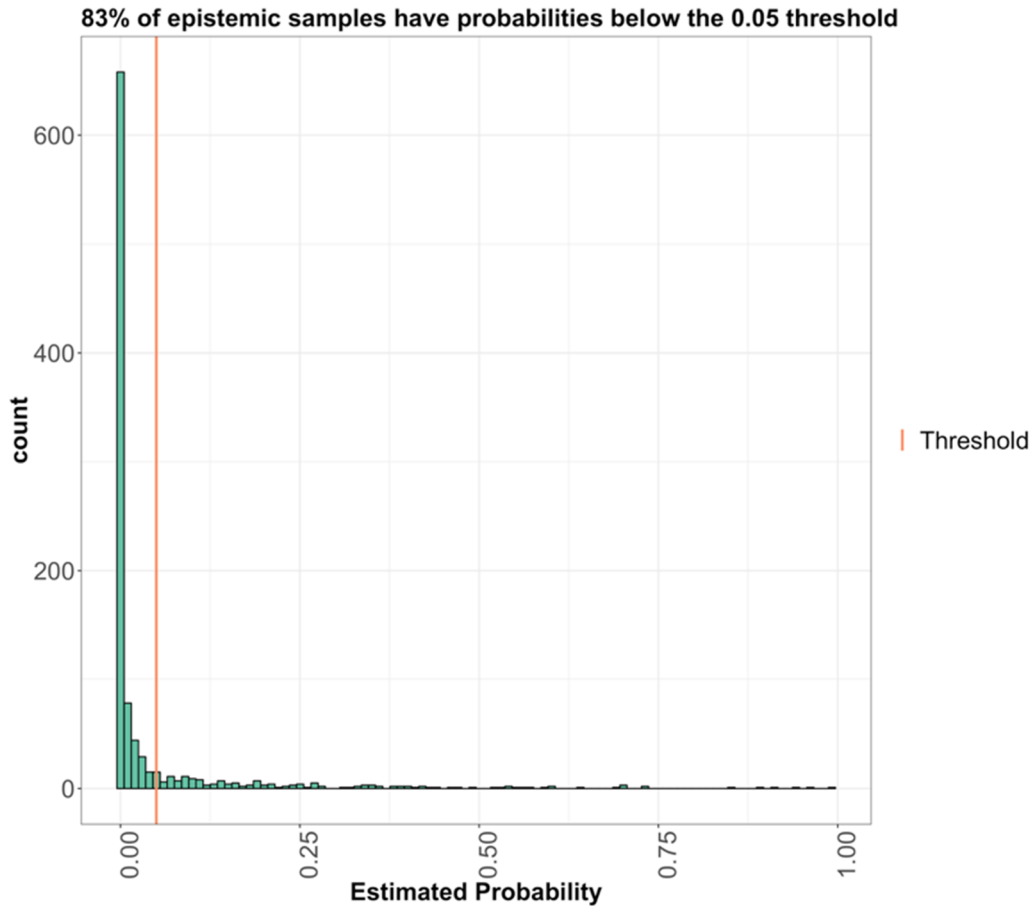 83% of epistemic samples have probabilities below the 0.05 threshold
600
400
200
0
count
0.00
0.25
0.50
0.75
1.00
Estimated Probability
Threshold